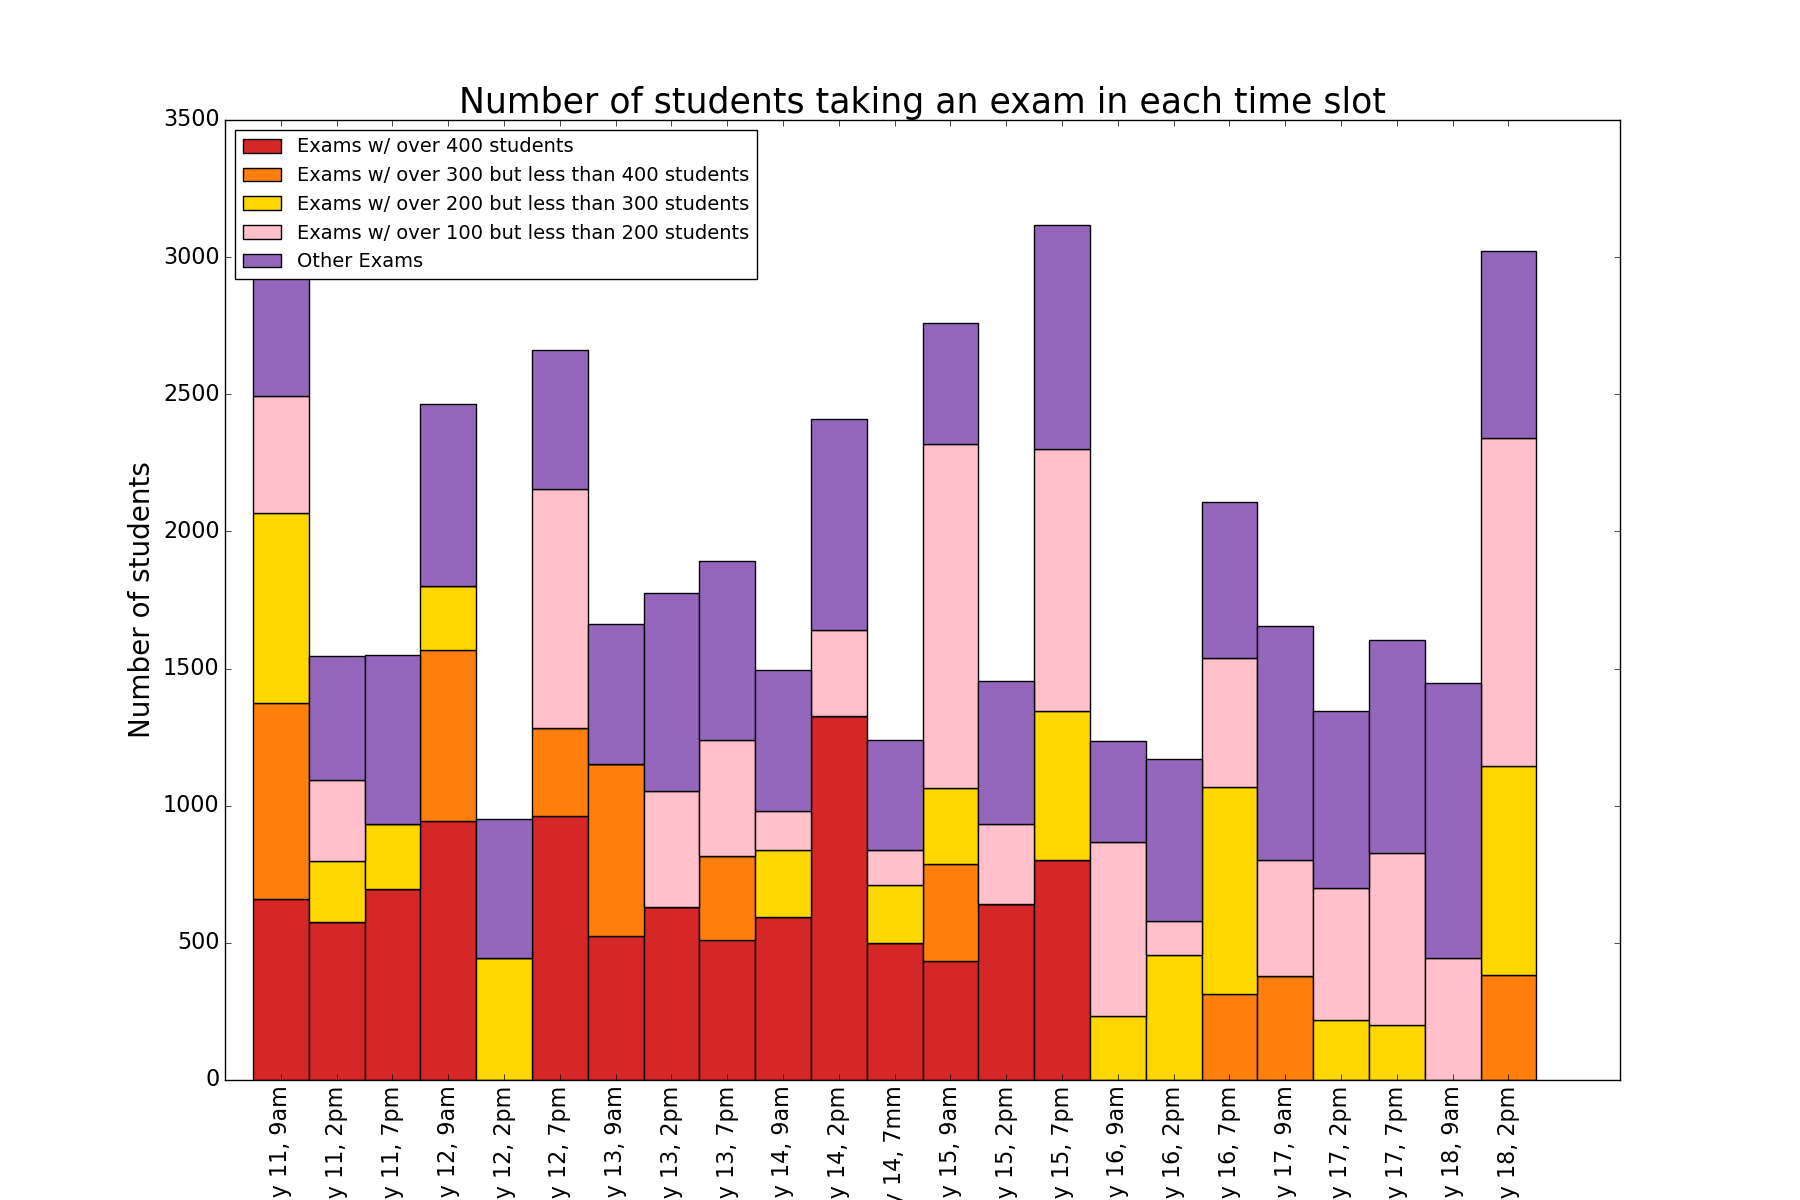 Number of students taking an exam in each time slot
Exams w/ over 400 students
Exams w/ over 300 but less than 400 students
Exams w/ over 200 but less than 300 students
Exams w/ over 100 but less than 200 students
Other Exams
3500
3000
2500
2000
1500
1000
500
0
Number of students
y 11, 9am
y 11, 2pm
y 11, 7pm
y 12, 9am
y 12, 2pm
y 12, 7pm
y 13, 9am
y 13, 2pm
y 13, 7pm
y 14, 9am
y 14, 2pm
y 14, 7mm
y 15, 9am
y 15, 2pm
y 15, 7pm
y 16, 9am
y 16, 2pm
y 16, 7pm
y 17, 9am
y 17, 2pm
y 17, 7pm
y 18, 9am
y 18, 2pm